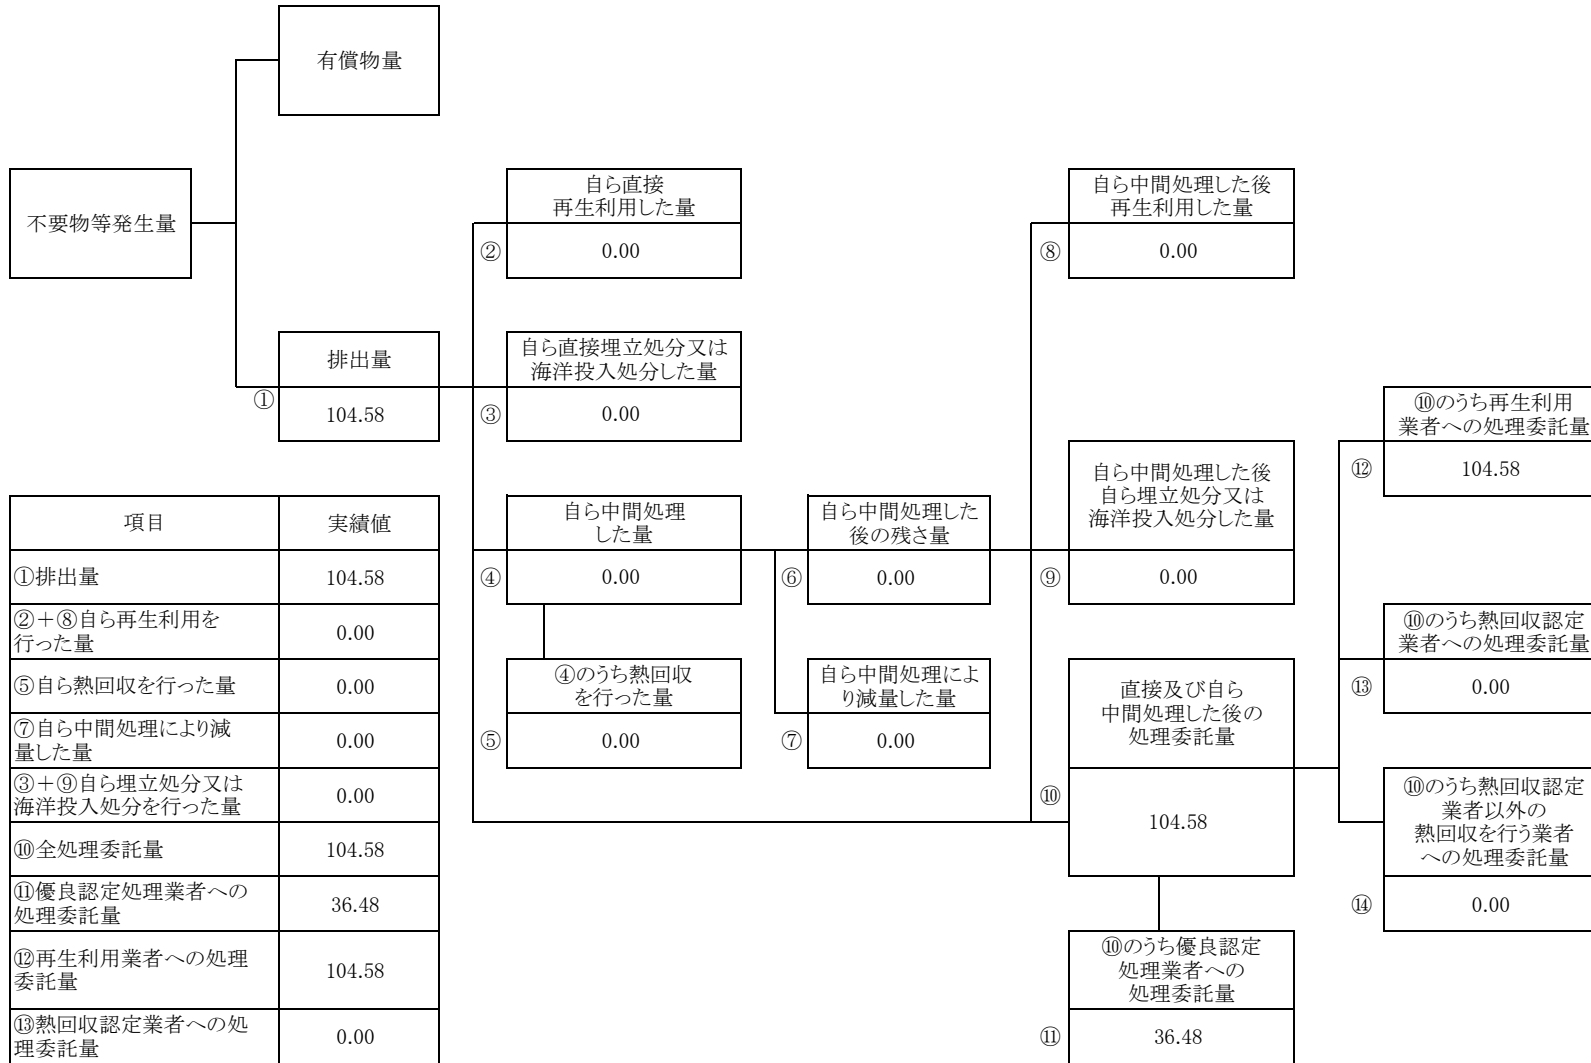 有償物量
不要物等発生量
自ら直接
再生利用した量
②
0.00
自ら中間処理した後
再生利用した量
⑧
0.00
排出量
①
104.58
自ら直接埋立処分又は
海洋投入処分した量
③
0.00
⑩のうち再生利用
業者への処理委託量
⑫
104.58
自ら中間処理
した量
④
0.00
自ら中間処理した
後の残さ量
⑥
0.00
自ら中間処理した後
自ら埋立処分又は
海洋投入処分した量
⑨
0.00
④のうち熱回収
を行った量
⑤
0.00
自ら中間処理によ
り減量した量
⑦
0.00
直接及び自ら
中間処理した後の
処理委託量
⑩
104.58
⑩のうち熱回収認定
業者への処理委託量
⑬
0.00
⑩のうち熱回収認定
業者以外の
熱回収を行う業者
への処理委託量
⑭
0.00
⑩のうち優良認定
処理業者への
処理委託量
⑪
36.48
項目
実績値
①排出量
104.58
②+⑧自ら再生利用を
行った量
0.00
⑤自ら熱回収を行った量
0.00
⑦自ら中間処理により減
量した量
0.00
③+⑨自ら埋立処分又は
海洋投入処分を行った量
0.00
⑩全処理委託量
104.58
⑪優良認定処理業者への
処理委託量
36.48
⑫再生利用業者への処理
委託量
104.58
⑬熱回収認定業者への処
理委託量
0.00